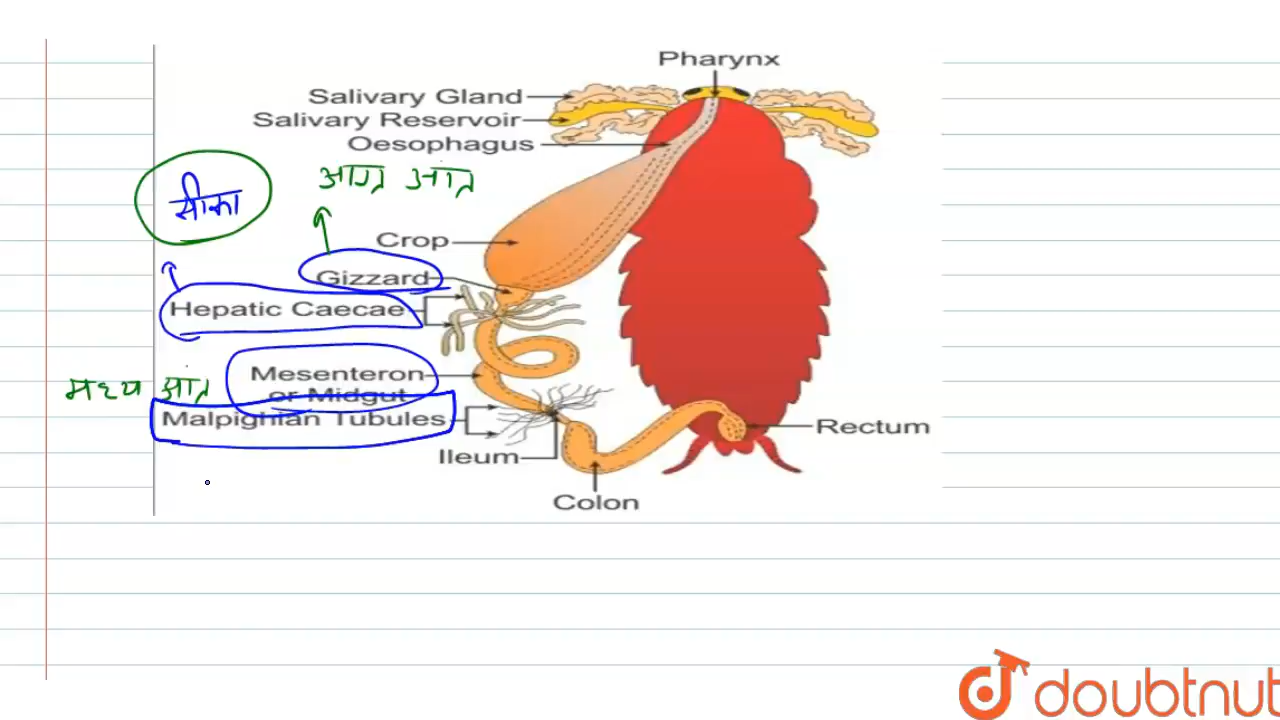 Pharynx
Salivary Gland
Salivary Reservoir
Oesophagus
आग्र आंत्र
सीका
Crop
Gizzard
Hepatic Caecae
Mesenteron
or Midgut
मध्य आंत्र
Malpighian Tubules
Rectum
Ileum
Colon
doubtnut